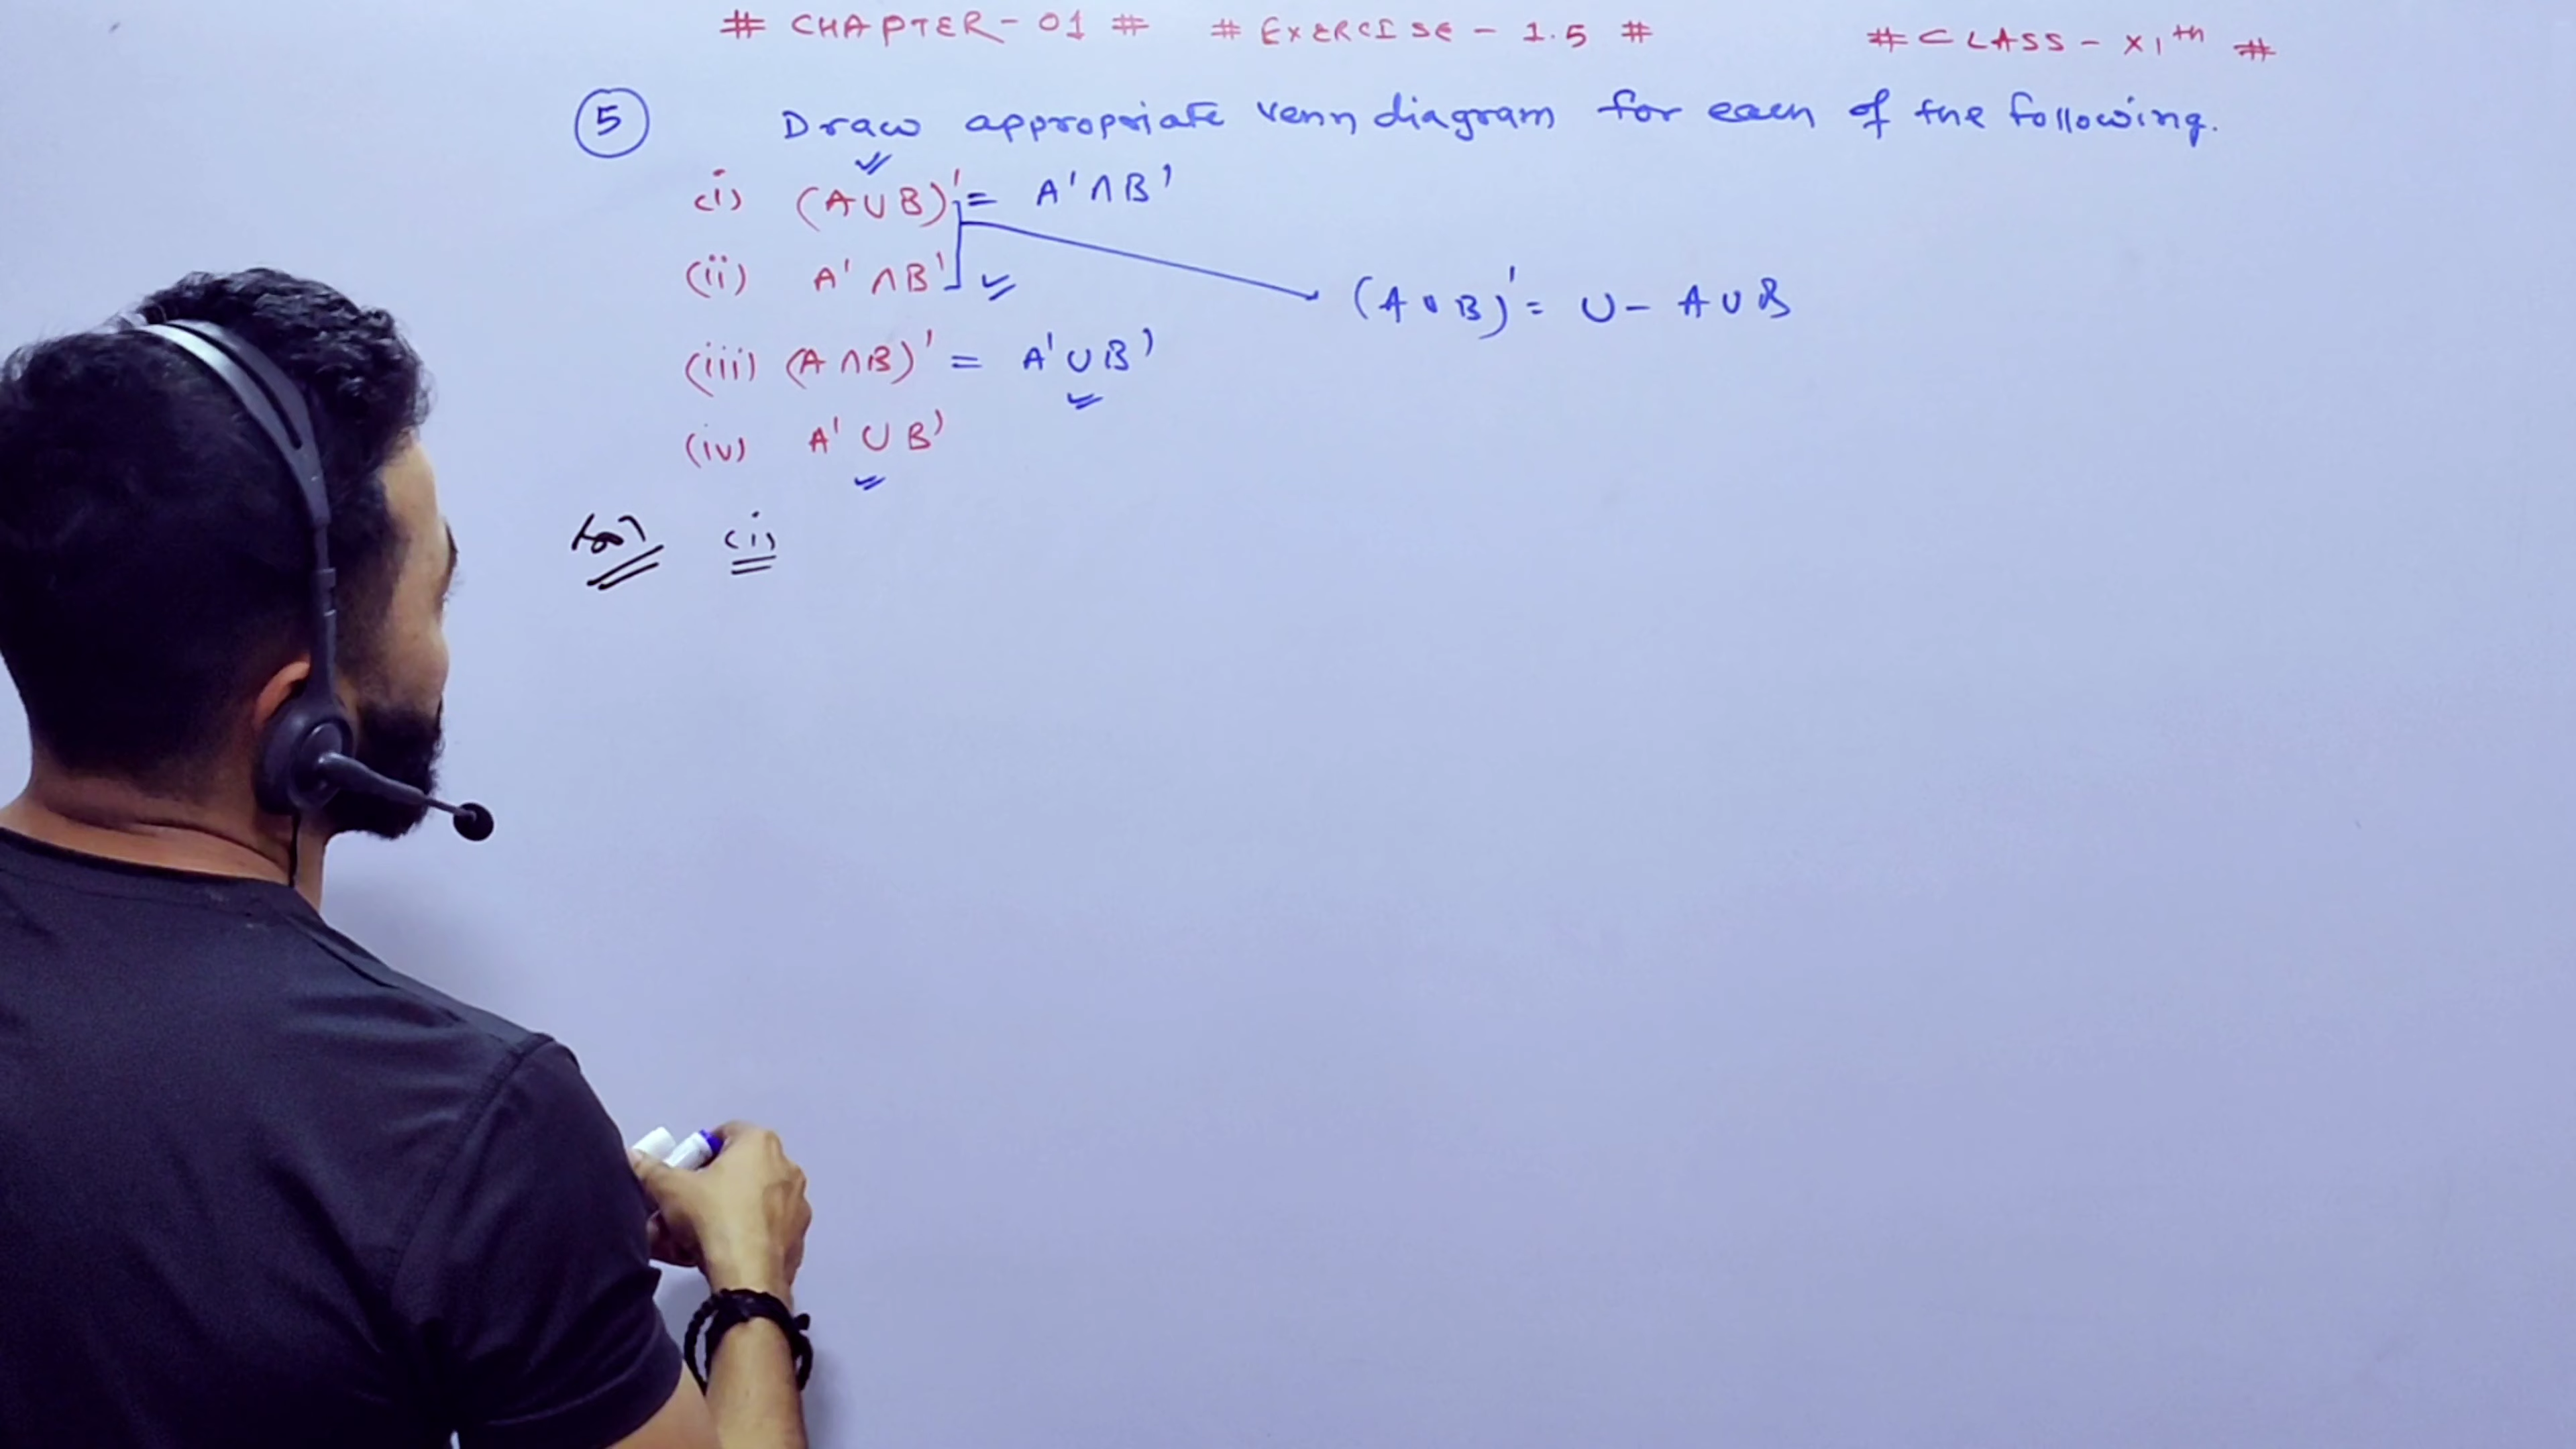 # CHAPTER - 01 # # EXERCISE - 1.5 # # CLASS - XIth #
5 Draw appropriate venn diagram for each of the following.
(i) (A∪B)' = A'∩B'
(ii) A' ∩B'
(A∪B)' = U - A∪B
(iii) (A∩B)' = A'∪B'
(iv) A' ∪ B'
Sol (i)